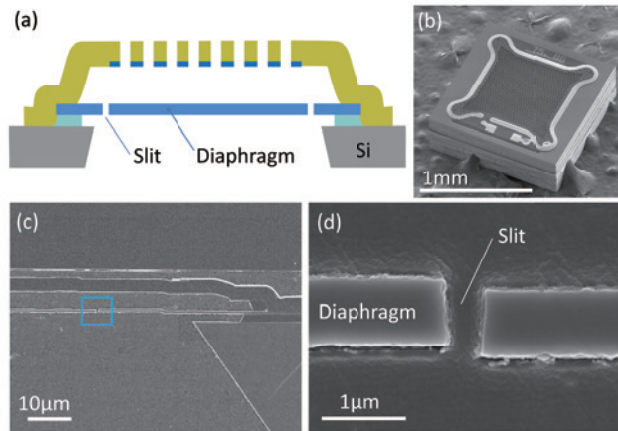 (a)
Slit
Diaphragm
Si
(b)
1mm
(c)
10μm
(d)
Slit
Diaphragm
1μm